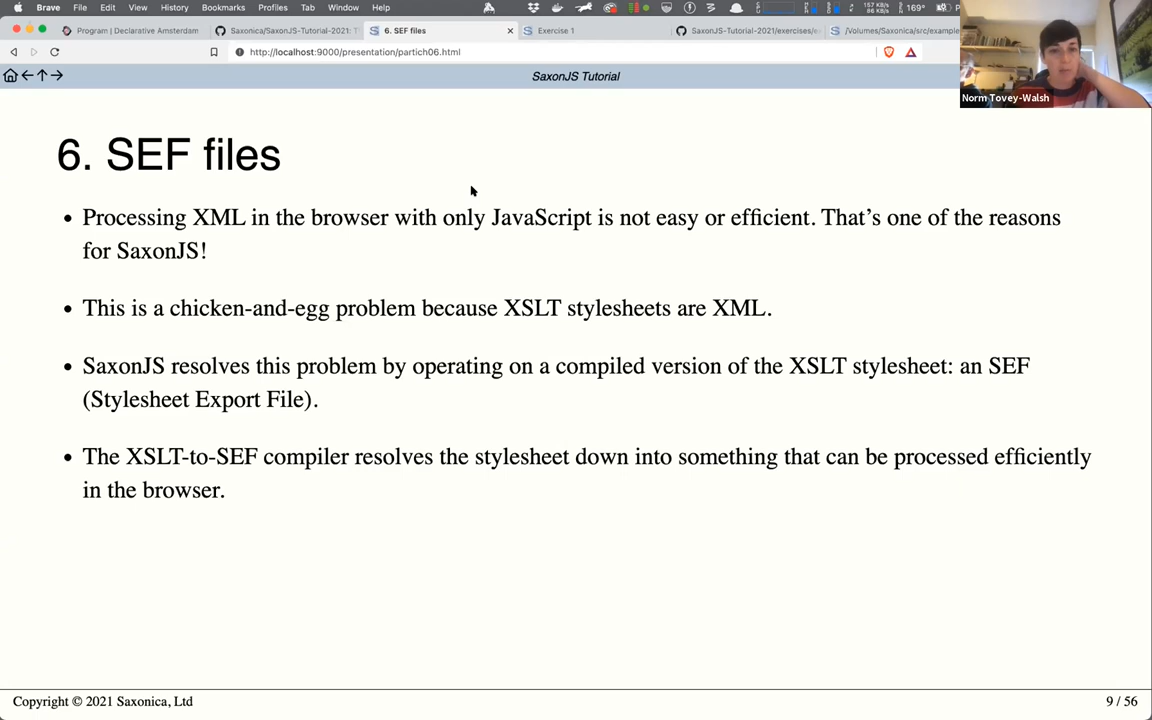 Brave File Edit View History Bookmarks Profiles Tab Window Help
157 KB/s
86 KB/s
169°
Program | Declarative Amsterdam
Saxonica/SaxonJS-Tutorial-2021: T
6. SEF files
Exercise 1
SaxonJS-Tutorial-2021/exercises/e
/Volumes/Saxonica/src/example
http://localhost:9000/presentation/partich06.html
SaxonJS Tutorial
Norm Tovey-Walsh
6. SEF files
• Processing XML in the browser with only JavaScript is not easy or efficient. That’s one of the reasons
for SaxonJS!
• This is a chicken-and-egg problem because XSLT stylesheets are XML.
• SaxonJS resolves this problem by operating on a compiled version of the XSLT stylesheet: an SEF
(Stylesheet Export File).
• The XSLT-to-SEF compiler resolves the stylesheet down into something that can be processed efficiently
in the browser.
Copyright © 2021 Saxonica, Ltd
9 / 56